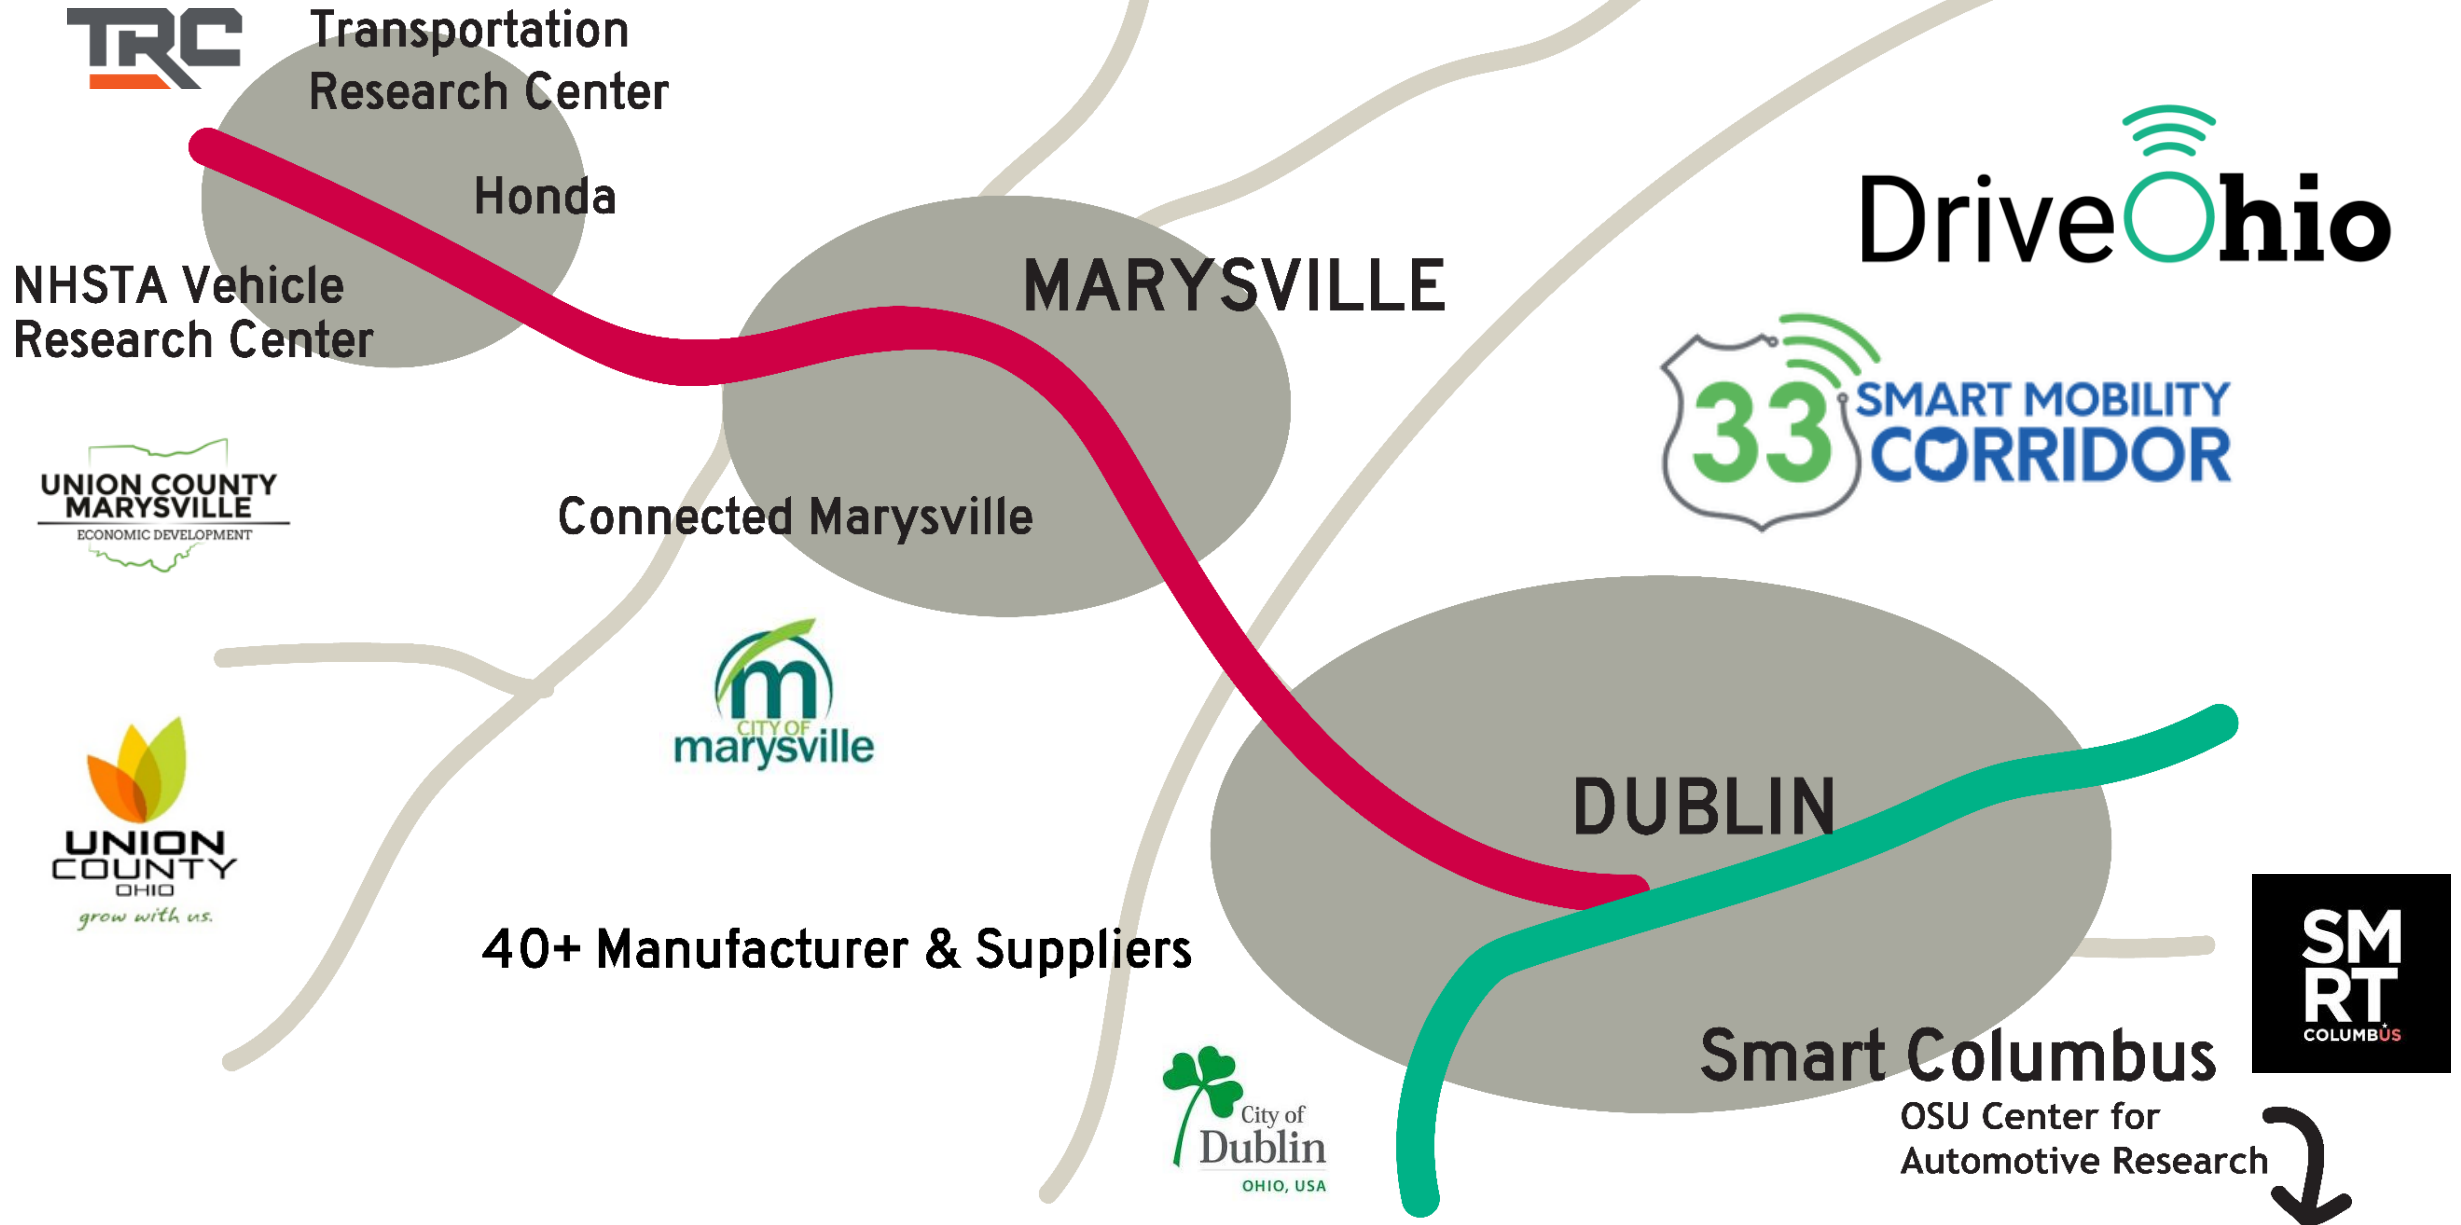 TRC
Transportation
Research Center
Honda
NHSTA Vehicle
Research Center
MARYSVILLE
DriveOhio
33 SMART MOBILITY
CORRIDOR
UNION COUNTY
MARYSVILLE
ECONOMIC DEVELOPMENT
Connected Marysville
m
CITY OF
marysville
UNION
COUNTY
OHIO
grow with us.
DUBLIN
40+ Manufacturer & Suppliers
SM
RT
COLUMBUS
Smart Columbus
OSU Center for
Automotive Research
City of
Dublin
OHIO, USA